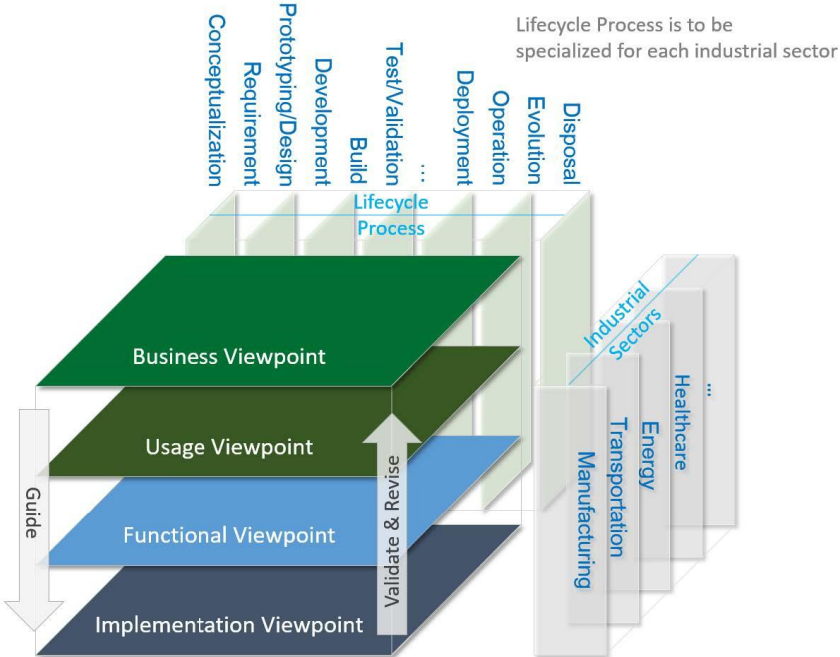 Lifecycle Process is to be
specialized for each industrial sector
Conceptualization
Requirement
Prototyping/Design
Development
Build
Test/Validation
...
Deployment
Operation
Evolution
Disposal
Lifecycle
Process
Business Viewpoint
Usage Viewpoint
Functional Viewpoint
Implementation Viewpoint
Guide
Validate & Revise
Industrial
Sectors
Manufacturing
Transportation
Energy
Healthcare
...